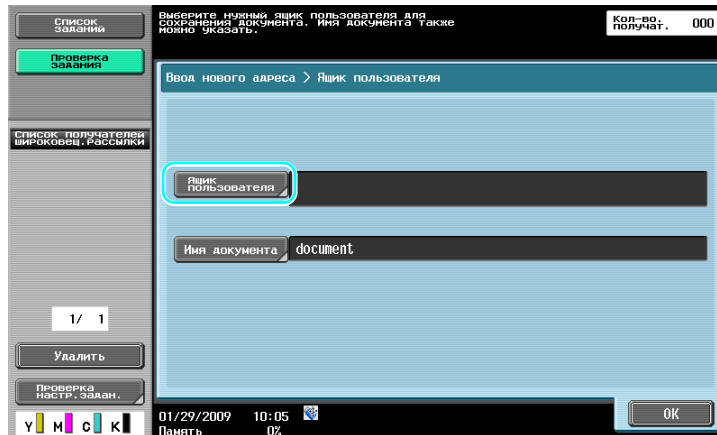 Список
заданий
Выберите нужный ящик пользователя для
сохранения документа. Имя документа также
можно указать.
Кол-во.
получат.
000
Проверка
задания
Ввод нового адреса > Ящик пользователя
Список получателей
широковещ.рассылки
Ящик
пользователя
Имя документа
document
1/ 1
Удалить
Проверка
настр.задан.
Y M C K
01/29/2009 10:05
Память 0%
OK